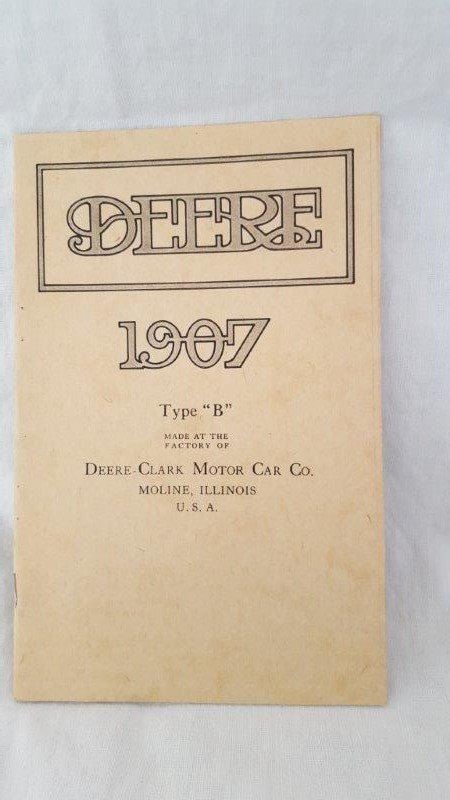 DEERE
1907
Type "B"
MADE AT THE
FACTORY OF
DEERE-CLARK MOTOR CAR CO.
MOLINE, ILLINOIS
U. S. A.